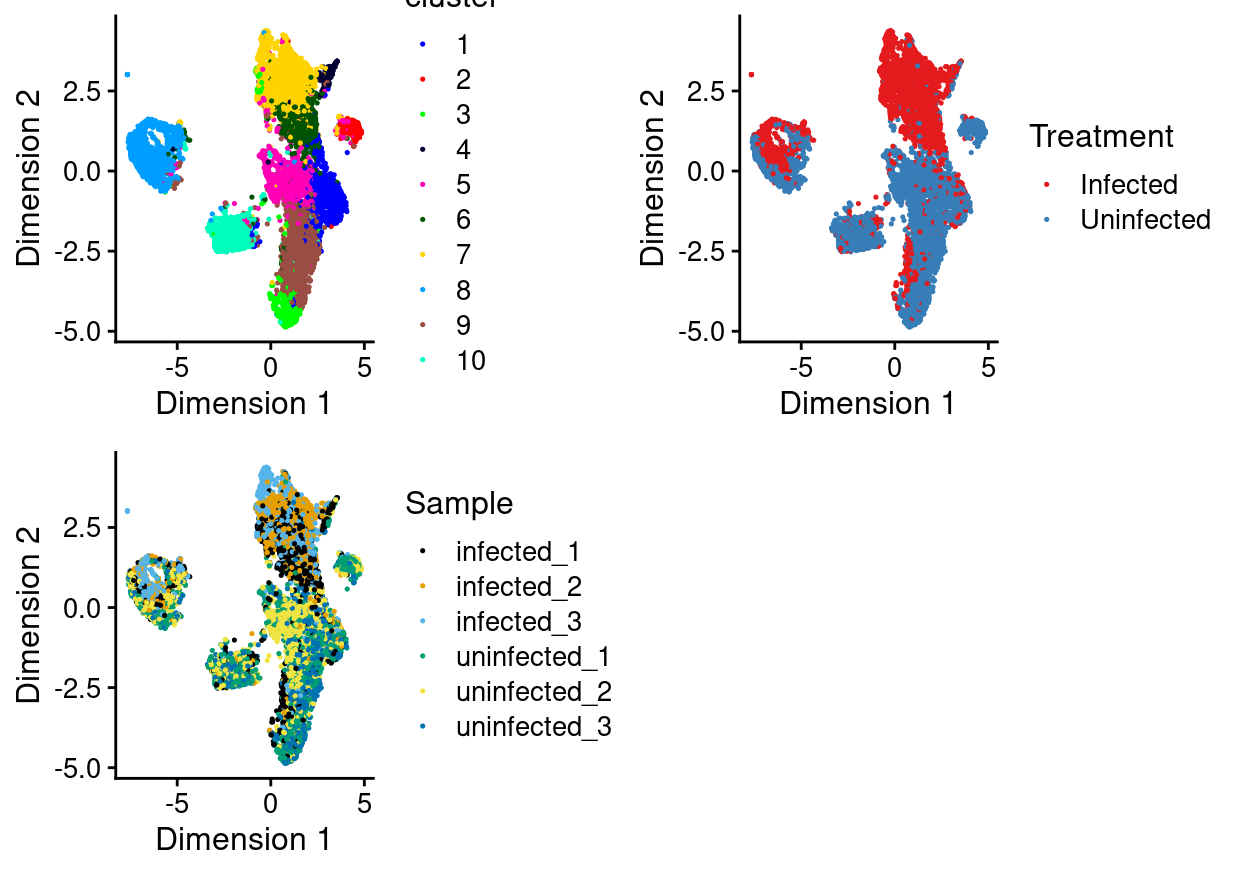 cluster
1
2
3
4
5
6
7
8
9
10
2.5
0.0
-2.5
-5.0
-5 0 5
Dimension 1
Dimension 2
2.5
0.0
-2.5
-5.0
-5 0 5
Dimension 1
Dimension 2
Treatment
Infected
Uninfected
2.5
0.0
-2.5
-5.0
-5 0 5
Dimension 1
Dimension 2
Sample
infected_1
infected_2
infected_3
uninfected_1
uninfected_2
uninfected_3